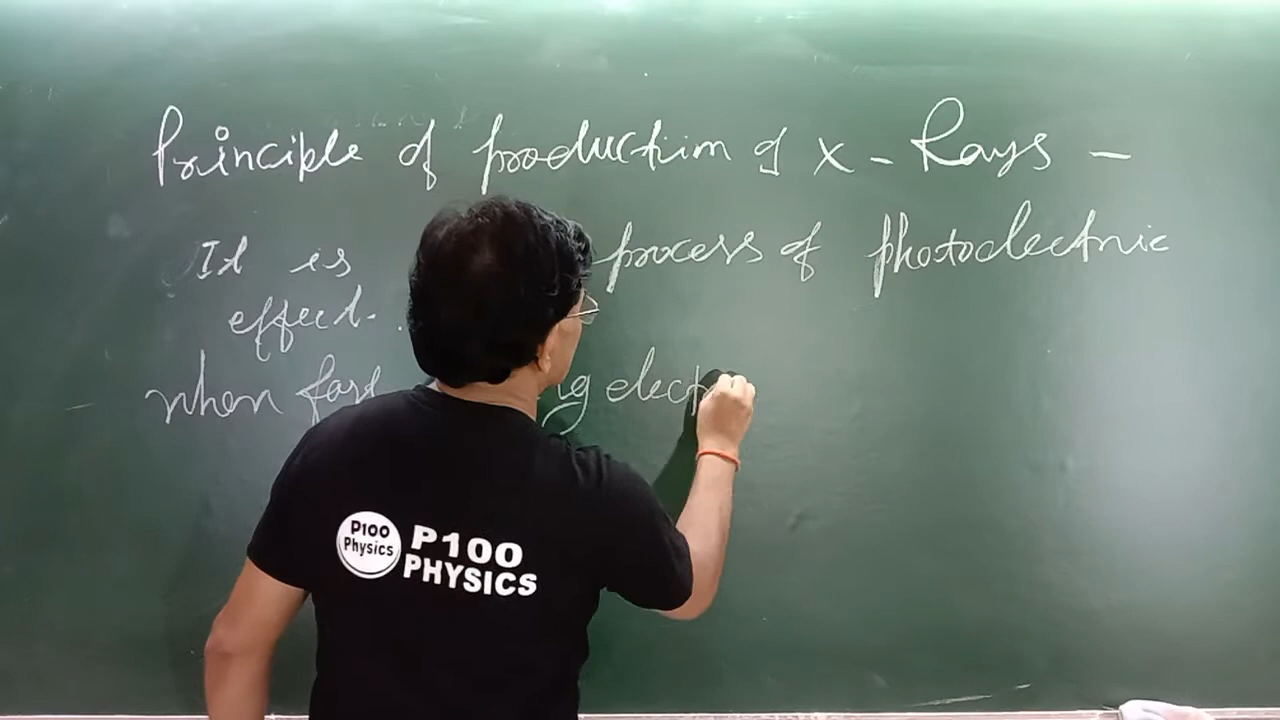 Principle of production of X-Rays -
It is process of photoelectric
effect.
when fast ng elect
P100
Physics
P100
PHYSICS